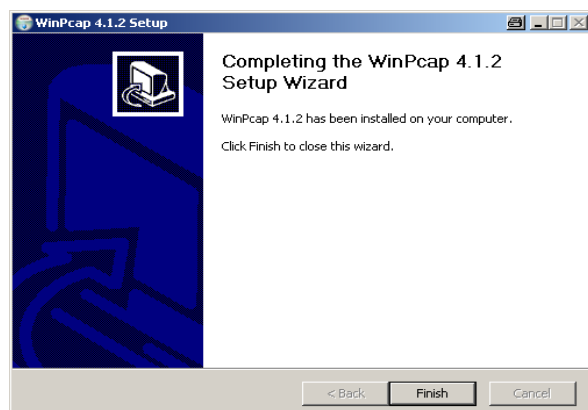 WinPcap 4.1.2 Setup
Completing the WinPcap 4.1.2
Setup Wizard
WinPcap 4.1.2 has been installed on your computer.
Click Finish to close this wizard.
< Back
Finish
Cancel